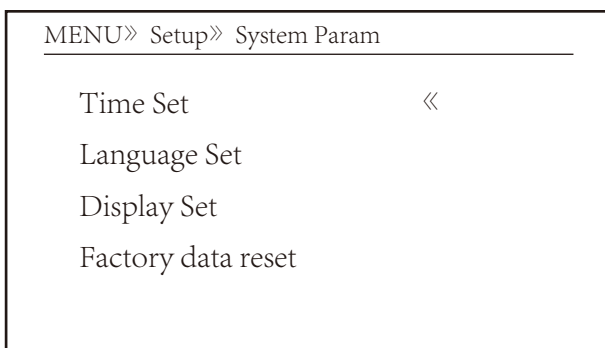 MENU》 Setup》 System Param
Time Set 《
Language Set
Display Set
Factory data reset